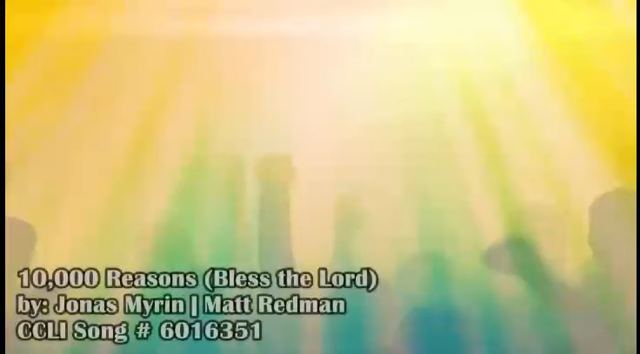 10,000 Reasons (Bless the Lord)
by: Jonas Myrin | Matt Redman
CCLI Song # 6016351